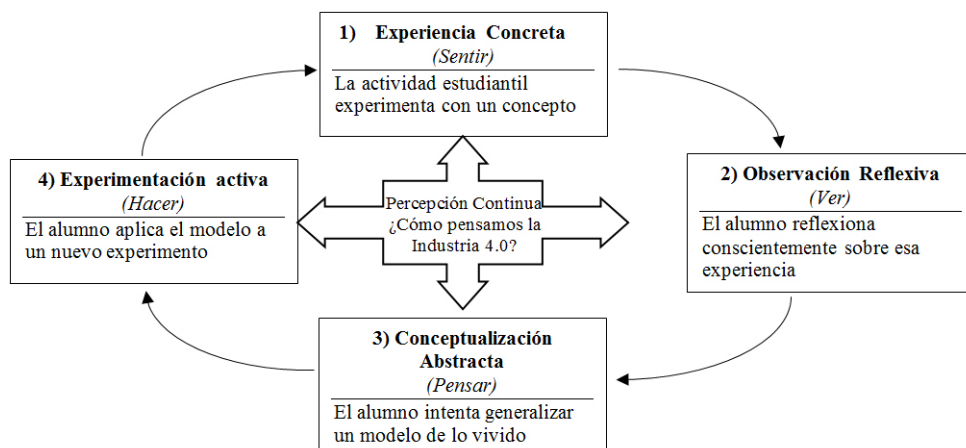 1) Experiencia Concreta
(Sentir)
La actividad estudiantil
experimenta con un concepto
2) Observación Reflexiva
(Ver)
El alumno reflexiona
conscientemente sobre esa
experiencia
3) Conceptualización
Abstracta
(Pensar)
El alumno intenta generalizar
un modelo de lo vivido
4) Experimentación activa
(Hacer)
El alumno aplica el modelo a
un nuevo experimento
Percepción Continua
¿Cómo pensamos la
Industria 4.0?